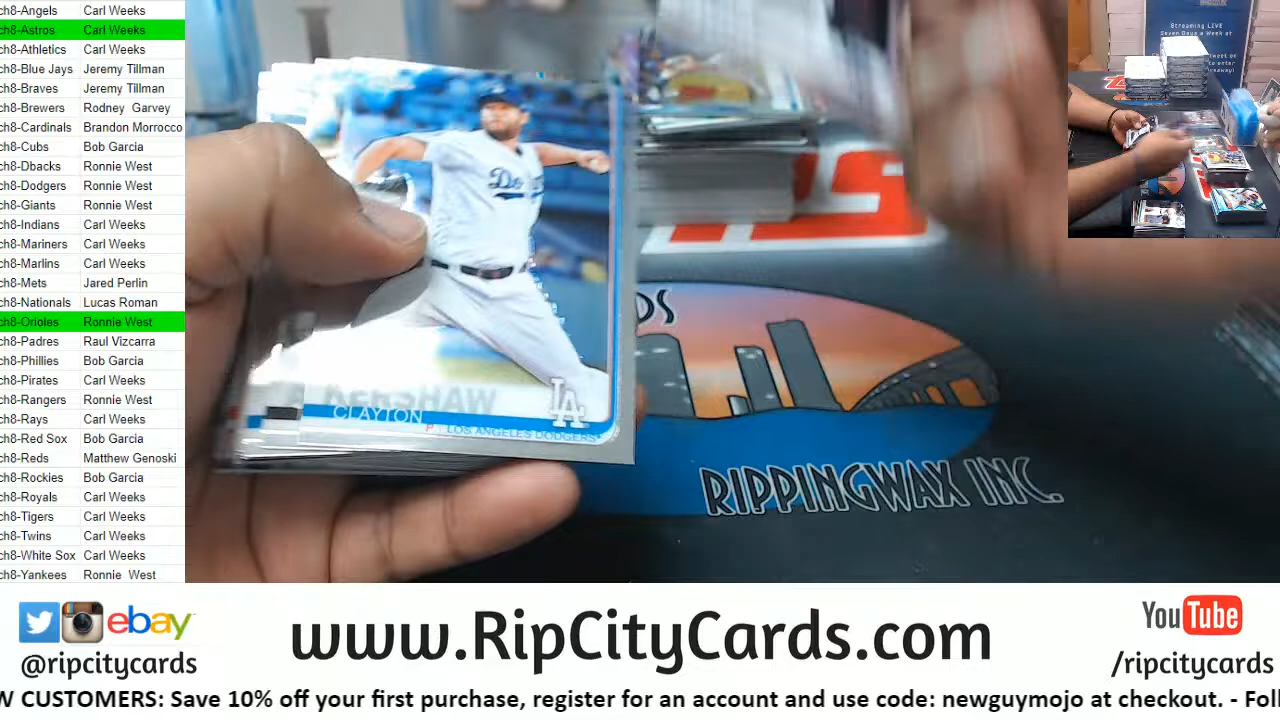 ch8-Angels Carl Weeks
ch8-Astros Carl Weeks
ch8-Athletics Carl Weeks
ch8-Blue Jays Jeremy Tillman
ch8-Braves Jeremy Tillman
ch8-Brewers Rodney Garvey
ch8-Cardinals Brandon Morrocco
ch8-Cubs Bob Garcia
ch8-Dbacks Ronnie West
ch8-Dodgers Ronnie West
ch8-Giants Ronnie West
ch8-Indians Carl Weeks
ch8-Mariners Carl Weeks
ch8-Marlins Carl Weeks
ch8-Mets Jared Perlin
ch8-Nationals Lucas Roman
ch8-Orioles Ronnie West
ch8-Padres Raul Vizcarra
ch8-Phillies Bob Garcia
ch8-Pirates Carl Weeks
ch8-Rangers Ronnie West
ch8-Rays Carl Weeks
ch8-Red Sox Bob Garcia
ch8-Reds Matthew Genoski
ch8-Rockies Bob Garcia
ch8-Royals Carl Weeks
ch8-Tigers Carl Weeks
ch8-Twins Carl Weeks
ch8-White Sox Carl Weeks
ch8-Yankees Ronnie West
KERSHAW
CLAYTON
P LOS ANGELES DODGERS
LA
RIPPINGWAX INC.
Streaming LIVE
Seven Days a Week at
ebay
@ripcitycards
www.RipCityCards.com
YouTube
/ripcitycards
W CUSTOMERS: Save 10% off your first purchase, register for an account and use code: newguymojo at checkout. - Foll